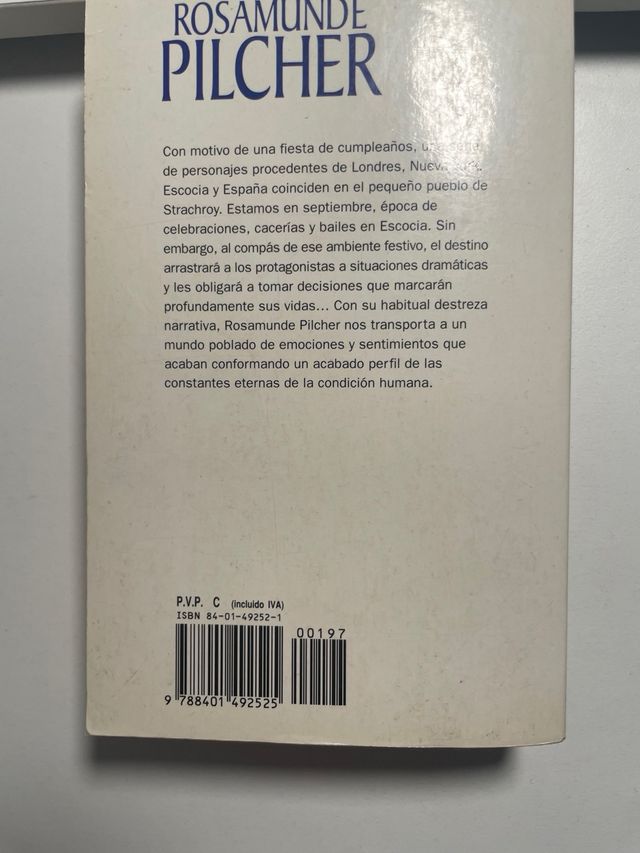 ROSAMUNDE
PILCHER
Con motivo de una fiesta de cumpleaños, una serie
de personajes procedentes de Londres, Nueva York,
Escocia y España coinciden en el pequeño pueblo de
Strachroy. Estamos en septiembre, época de
celebraciones, cacerías y bailes en Escocia. Sin
embargo, al compás de ese ambiente festivo, el destino
arrastrará a los protagonistas a situaciones dramáticas
y les obligará a tomar decisiones que marcarán
profundamente sus vidas... Con su habitual destreza
narrativa, Rosamunde Pilcher nos transporta a un
mundo poblado de emociones y sentimientos que
acaban conformando un acabado perfil de las
constantes eternas de la condición humana.
P.V.P. C (incluido IVA)
ISBN 84-01-49252-1
00197
9 788401 492525